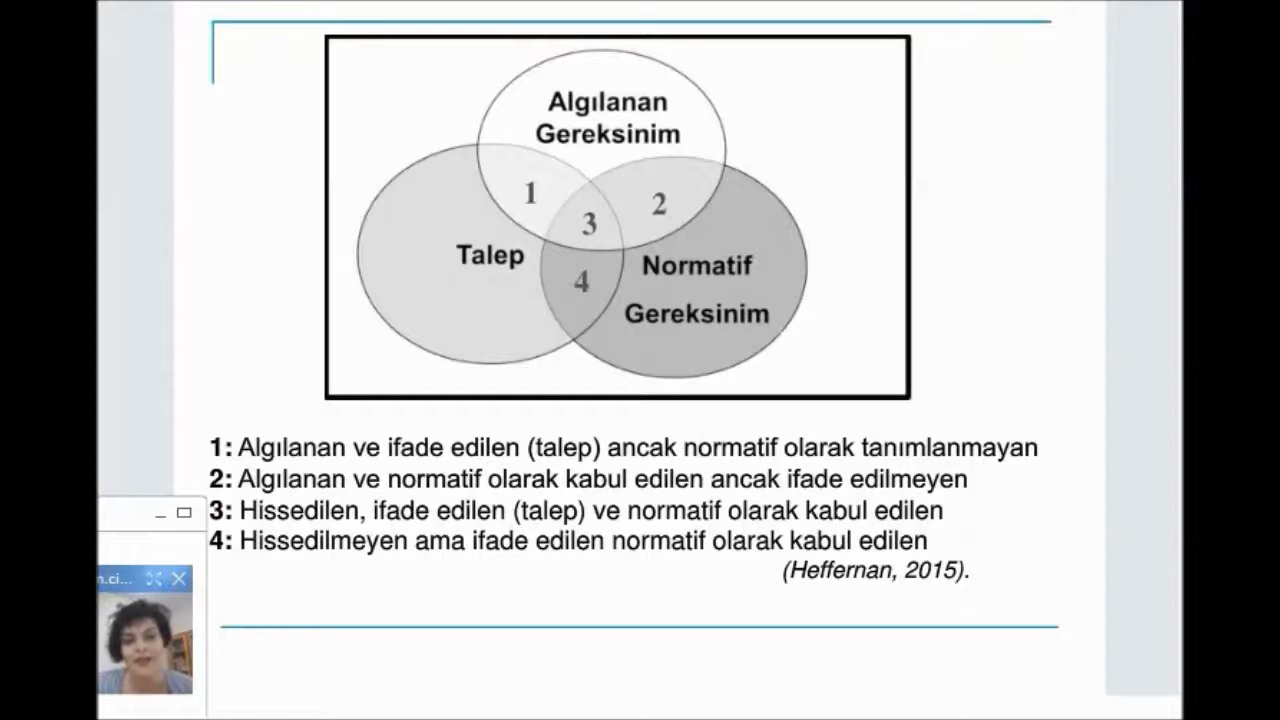 Algılanan
Gereksinim
1
2
3
Talep
Normatif
4
Gereksinim
1: Algılanan ve ifade edilen (talep) ancak normatif olarak tanımlanmayan
2: Algılanan ve normatif olarak kabul edilen ancak ifade edilmeyen
3: Hissedilen, ifade edilen (talep) ve normatif olarak kabul edilen
4: Hissedilmeyen ama ifade edilen normatif olarak kabul edilen
(Heffernan, 2015).
n.ci...